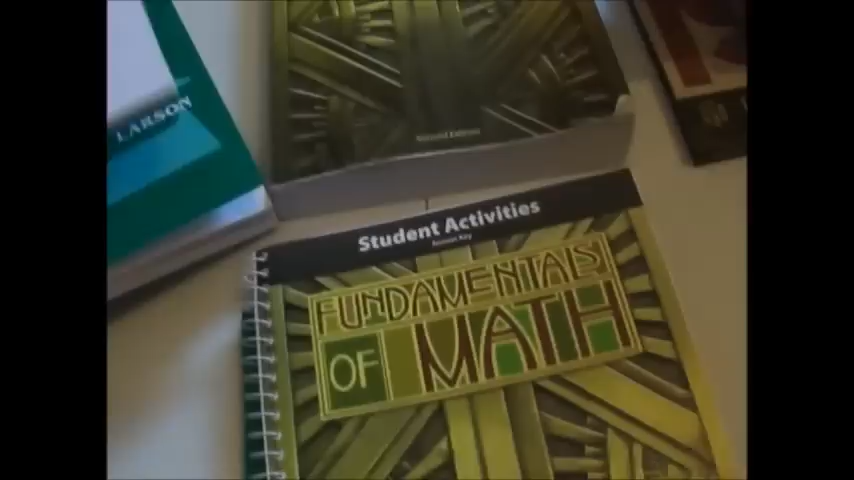 LARSON
Second Edition
Student Activities
Answer Key
FUNDAMENTALS
OF MATH